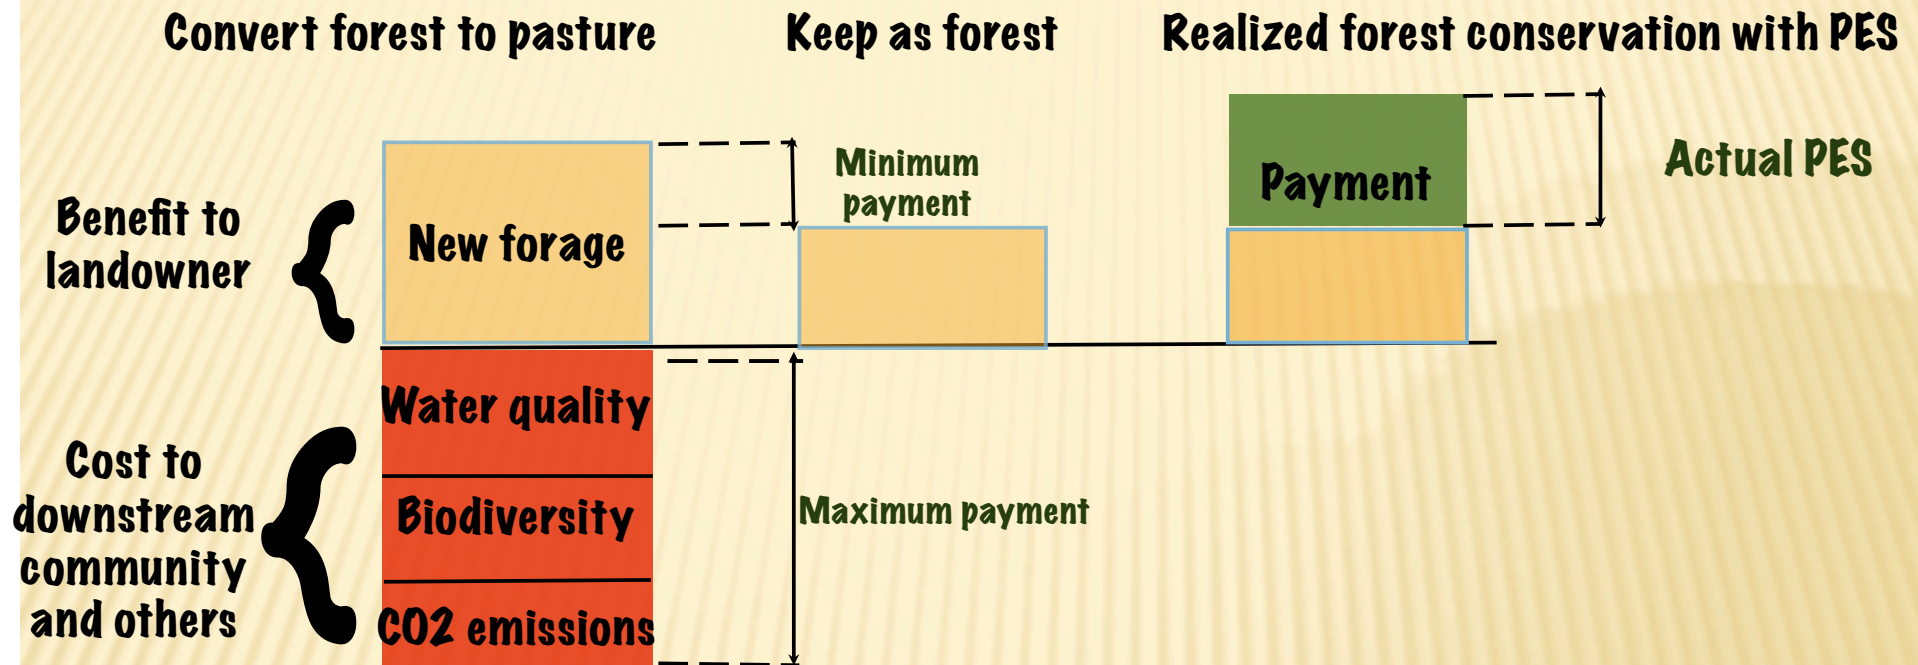 Convert forest to pasture
Keep as forest
Realized forest conservation with PES
Minimum
payment
Actual PES
Payment
Benefit to
landowner
New forage
Water quality
Cost to
downstream
community
and others
Biodiversity
Maximum payment
CO2 emissions